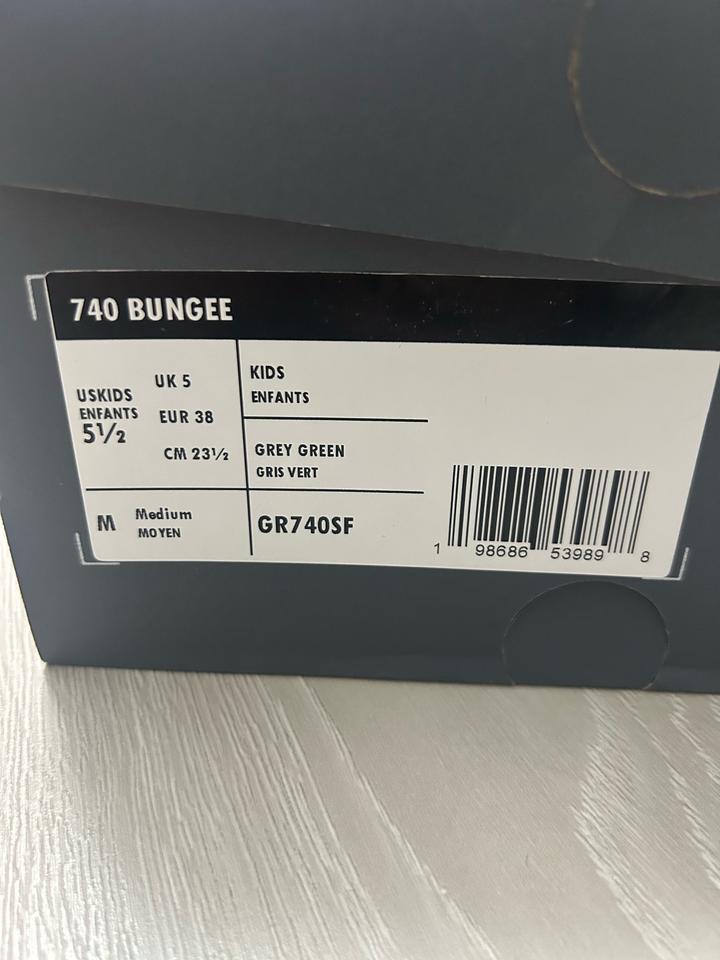 740 BUNGEE
USKIDS
ENFANTS
5½
UK 5
EUR 38
CM 23½
KIDS
ENFANTS
GREY GREEN
GRIS VERT
M
Medium
MOYEN
GR740SF
1 98686 53989 8